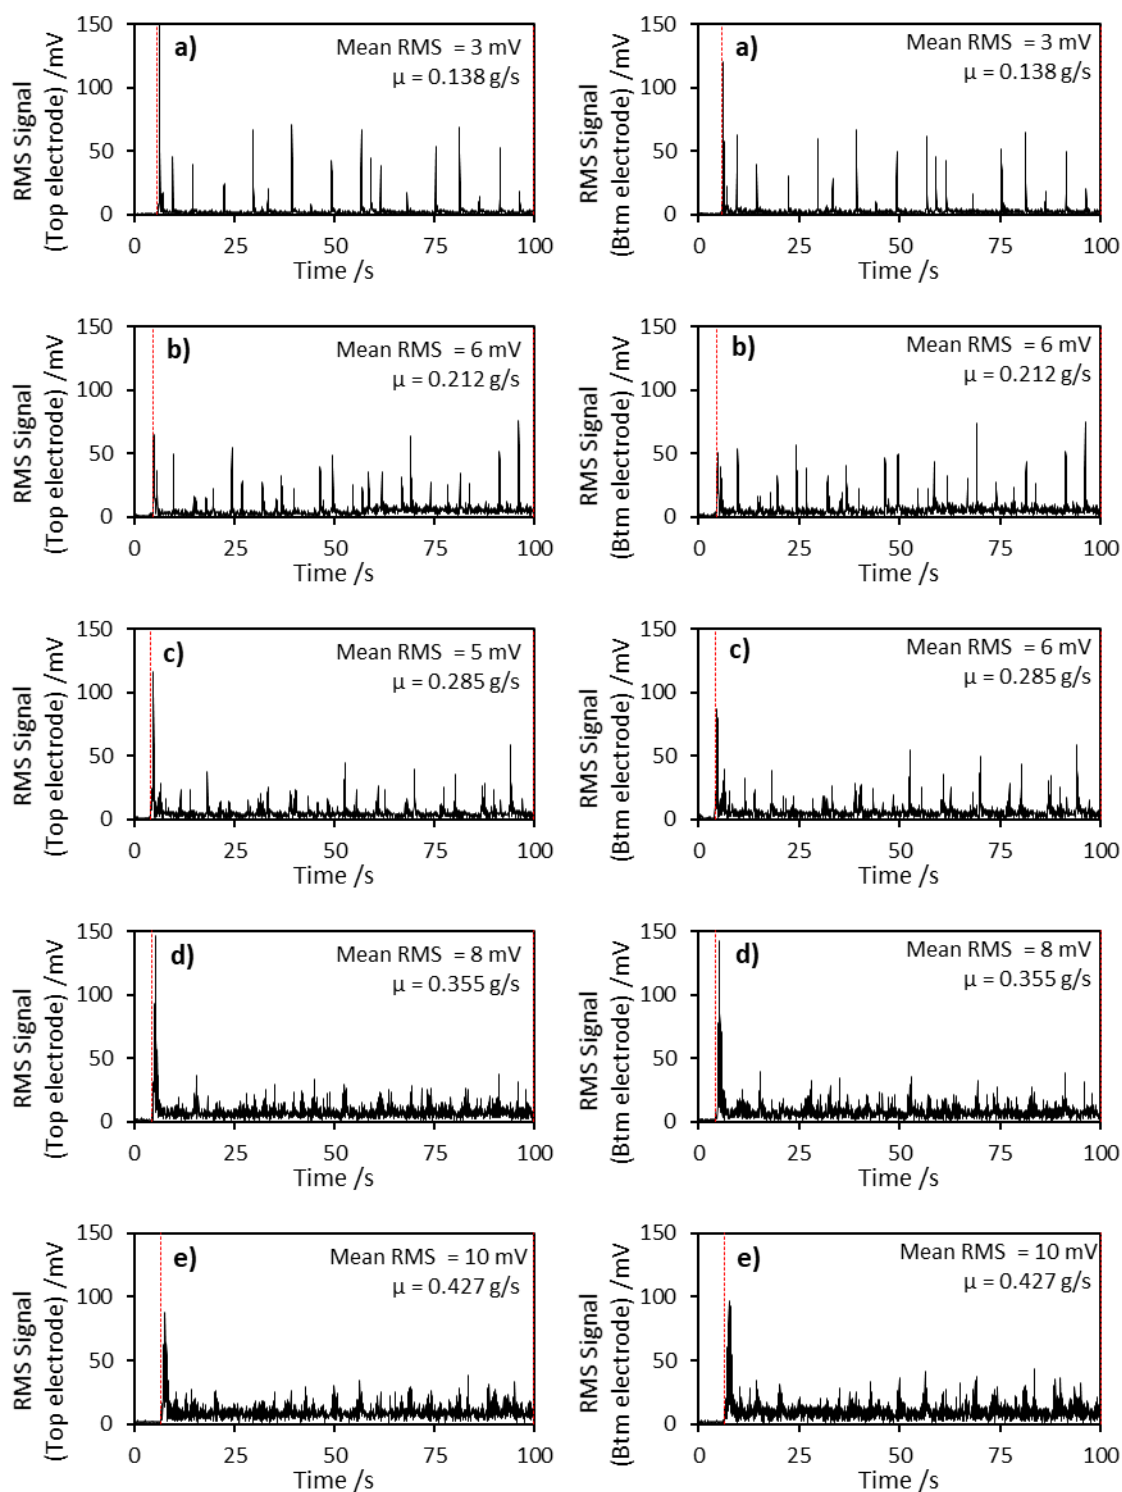 RMS Signal
(Top electrode) /mV
150
100
50
0
a)
Mean RMS = 3 mV
μ = 0.138 g/s
0 25 50 75 100
Time /s
RMS Signal
(Btm electrode) /mV
150
100
50
0
a)
Mean RMS = 3 mV
μ = 0.138 g/s
0 25 50 75 100
Time /s
RMS Signal
(Top electrode) /mV
150
100
50
0
b)
Mean RMS = 6 mV
μ = 0.212 g/s
0 25 50 75 100
Time /s
RMS Signal
(Btm electrode) /mV
150
100
50
0
b)
Mean RMS = 6 mV
μ = 0.212 g/s
0 25 50 75 100
Time /s
RMS Signal
(Top electrode) /mV
150
100
50
0
c)
Mean RMS = 5 mV
μ = 0.285 g/s
0 25 50 75 100
Time /s
RMS Signal
(Btm electrode) /mV
150
100
50
0
c)
Mean RMS = 6 mV
μ = 0.285 g/s
0 25 50 75 100
Time /s
RMS Signal
(Top electrode) /mV
150
100
50
0
d)
Mean RMS = 8 mV
μ = 0.355 g/s
0 25 50 75 100
Time /s
RMS Signal
(Btm electrode) /mV
150
100
50
0
d)
Mean RMS = 8 mV
μ = 0.355 g/s
0 25 50 75 100
Time /s
RMS Signal
(Top electrode) /mV
150
100
50
0
e)
Mean RMS = 10 mV
μ = 0.427 g/s
0 25 50 75 100
Time /s
RMS Signal
(Btm electrode) /mV
150
100
50
0
e)
Mean RMS = 10 mV
μ = 0.427 g/s
0 25 50 75 100
Time /s